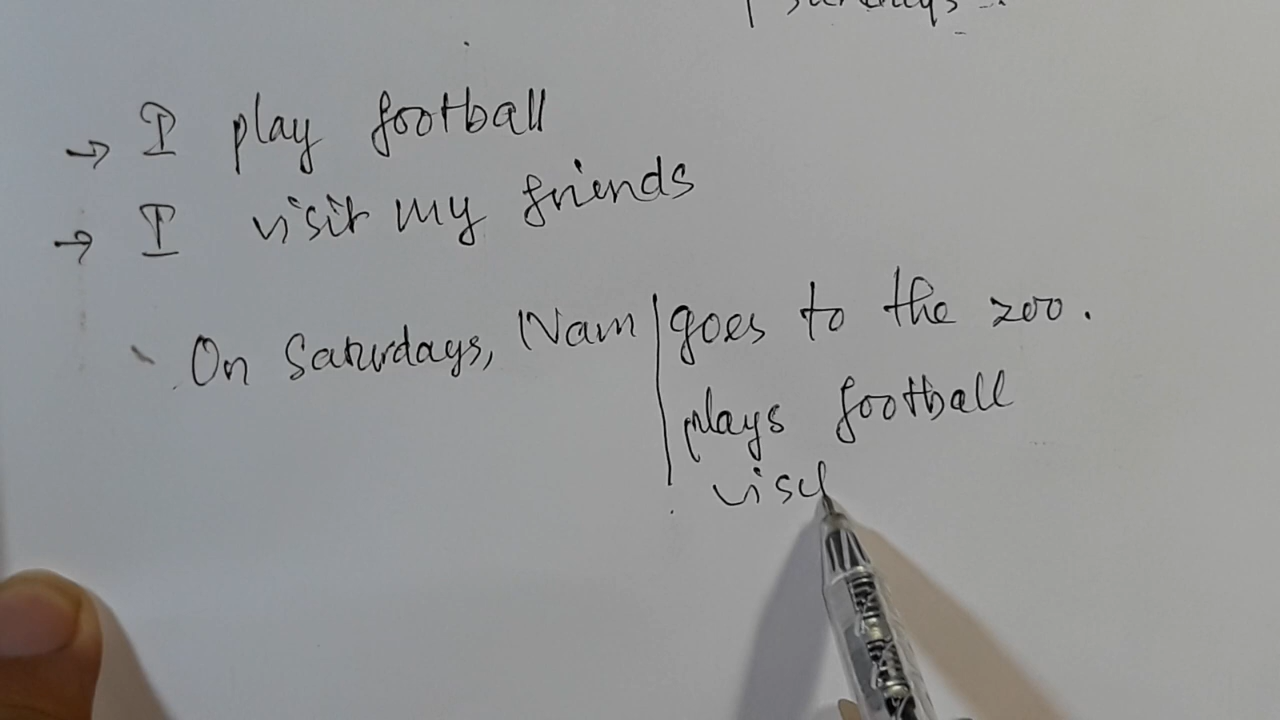 → I play football
→ I visit my friends
On Saturdays, Nam goes to the zoo.
plays football